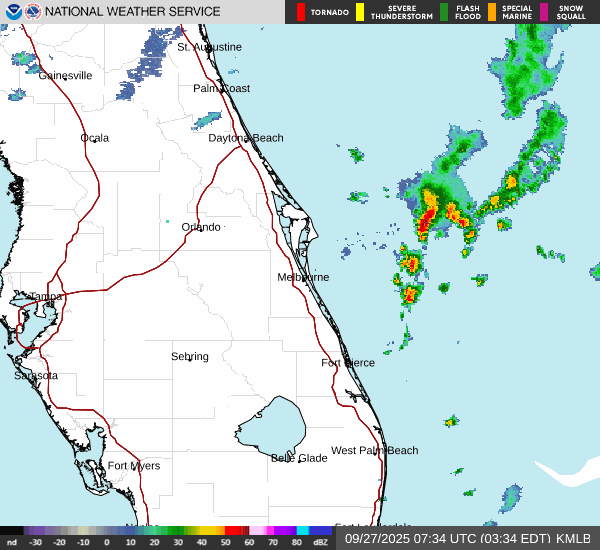 NATIONAL WEATHER SERVICE
TORNADO
SEVERE THUNDERSTORM
FLASH FLOOD
SPECIAL MARINE
SNOW SQUALL
St. Augustine
Gainesville
Palm Coast
Ocala
Daytona Beach
Orlando
Melbourne
Tampa
Sebring
Fort Pierce
Sarasota
West Palm Beach
Belle Glade
Fort Myers
nd -30 -20 -10 0 10 20 30 40 50 60 70 80 dBZ
09/27/2025 07:34 UTC (03:34 EDT) KMLB